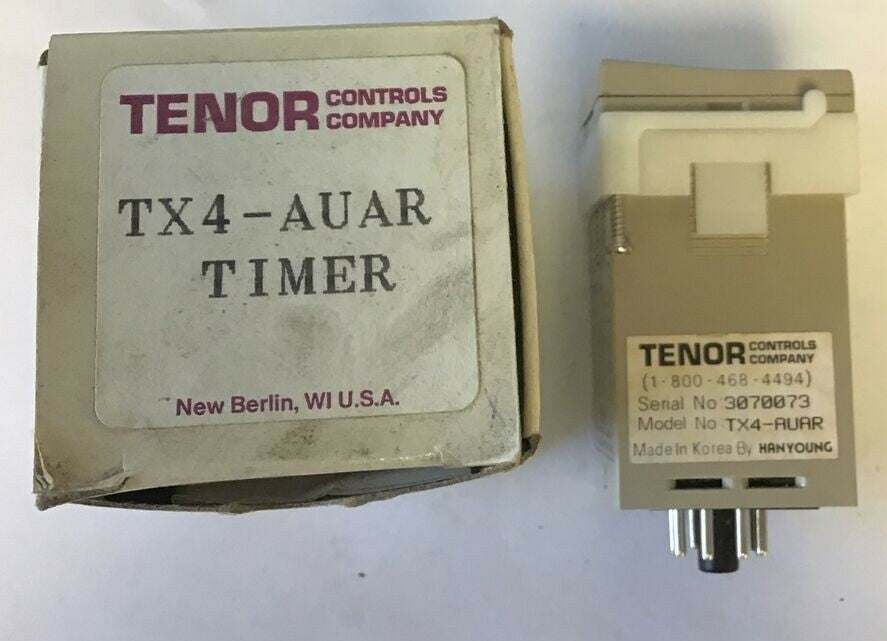 TENOR CONTROLS COMPANY
TX4-AUAR
TIMER
New Berlin, WI U.S.A.
TENOR CONTROLS COMPANY
(1-800-468-4494)
Serial No 3070073
Model No TX4-AUAR
Made In Korea By HANYOUNG